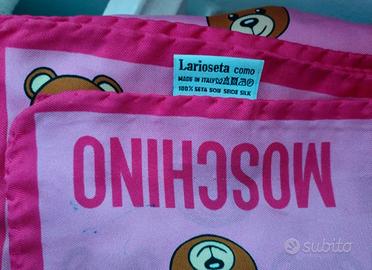 Larioseta como
MADE IN ITALY
100% SETA SOIE SEIDE SILK
MOSCHINO
subito